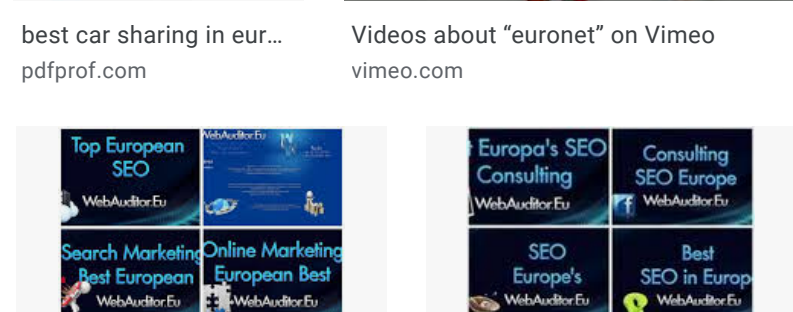 best car sharing in eur...
pdfprof.com
Videos about “euronet” on Vimeo
vimeo.com
Top European
SEO
WebAuditor.Eu
WebAuditor.Eu
Search Marketing
Best European
WebAuditor.Eu
Online Marketing
European Best
WebAuditor.Eu
Europa's SEO
Consulting
WebAuditor.Eu
Consulting
SEO Europe
WebAuditor.Eu
SEO
Europe's
WebAuditor.Eu
Best
SEO in Europ
WebAuditor.Eu